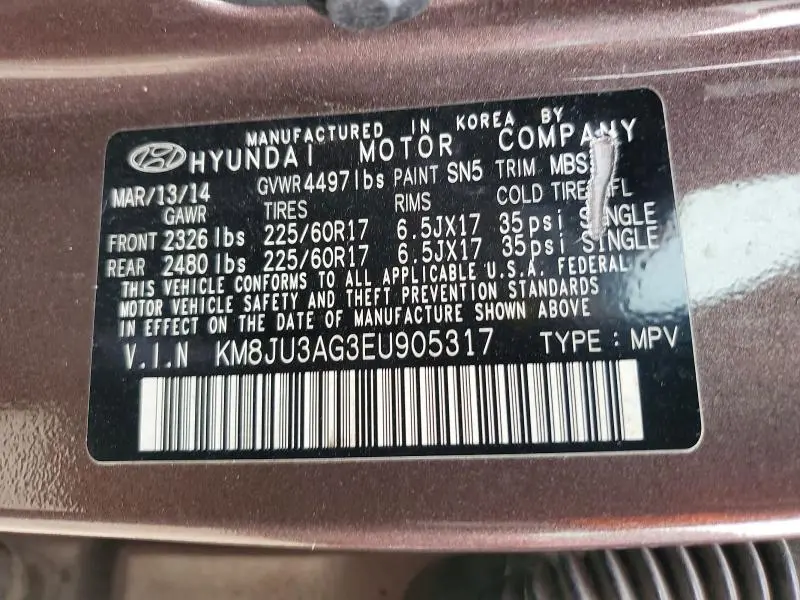 MANUFACTURED IN KOREA BY
HYUNDAI MOTOR COMPANY
MAR/13/14 GVWR 4497lbs PAINT SN5 TRIM MBS
GAWR TIRES RIMS COLD TIRE
FRONT 2326 lbs 225/60R17 6.5JX17 35psi SINGLE
REAR 2480 lbs 225/60R17 6.5JX17 35psi SINGLE
THIS VEHICLE CONFORMS TO ALL APPLICABLE U.S.A. FEDERAL
MOTOR VEHICLE SAFETY AND THEFT PREVENTION STANDARDS
IN EFFECT ON THE DATE OF MANUFACTURE SHOWN ABOVE
V.I.N KM8JU3AG3EU905317 TYPE : MPV